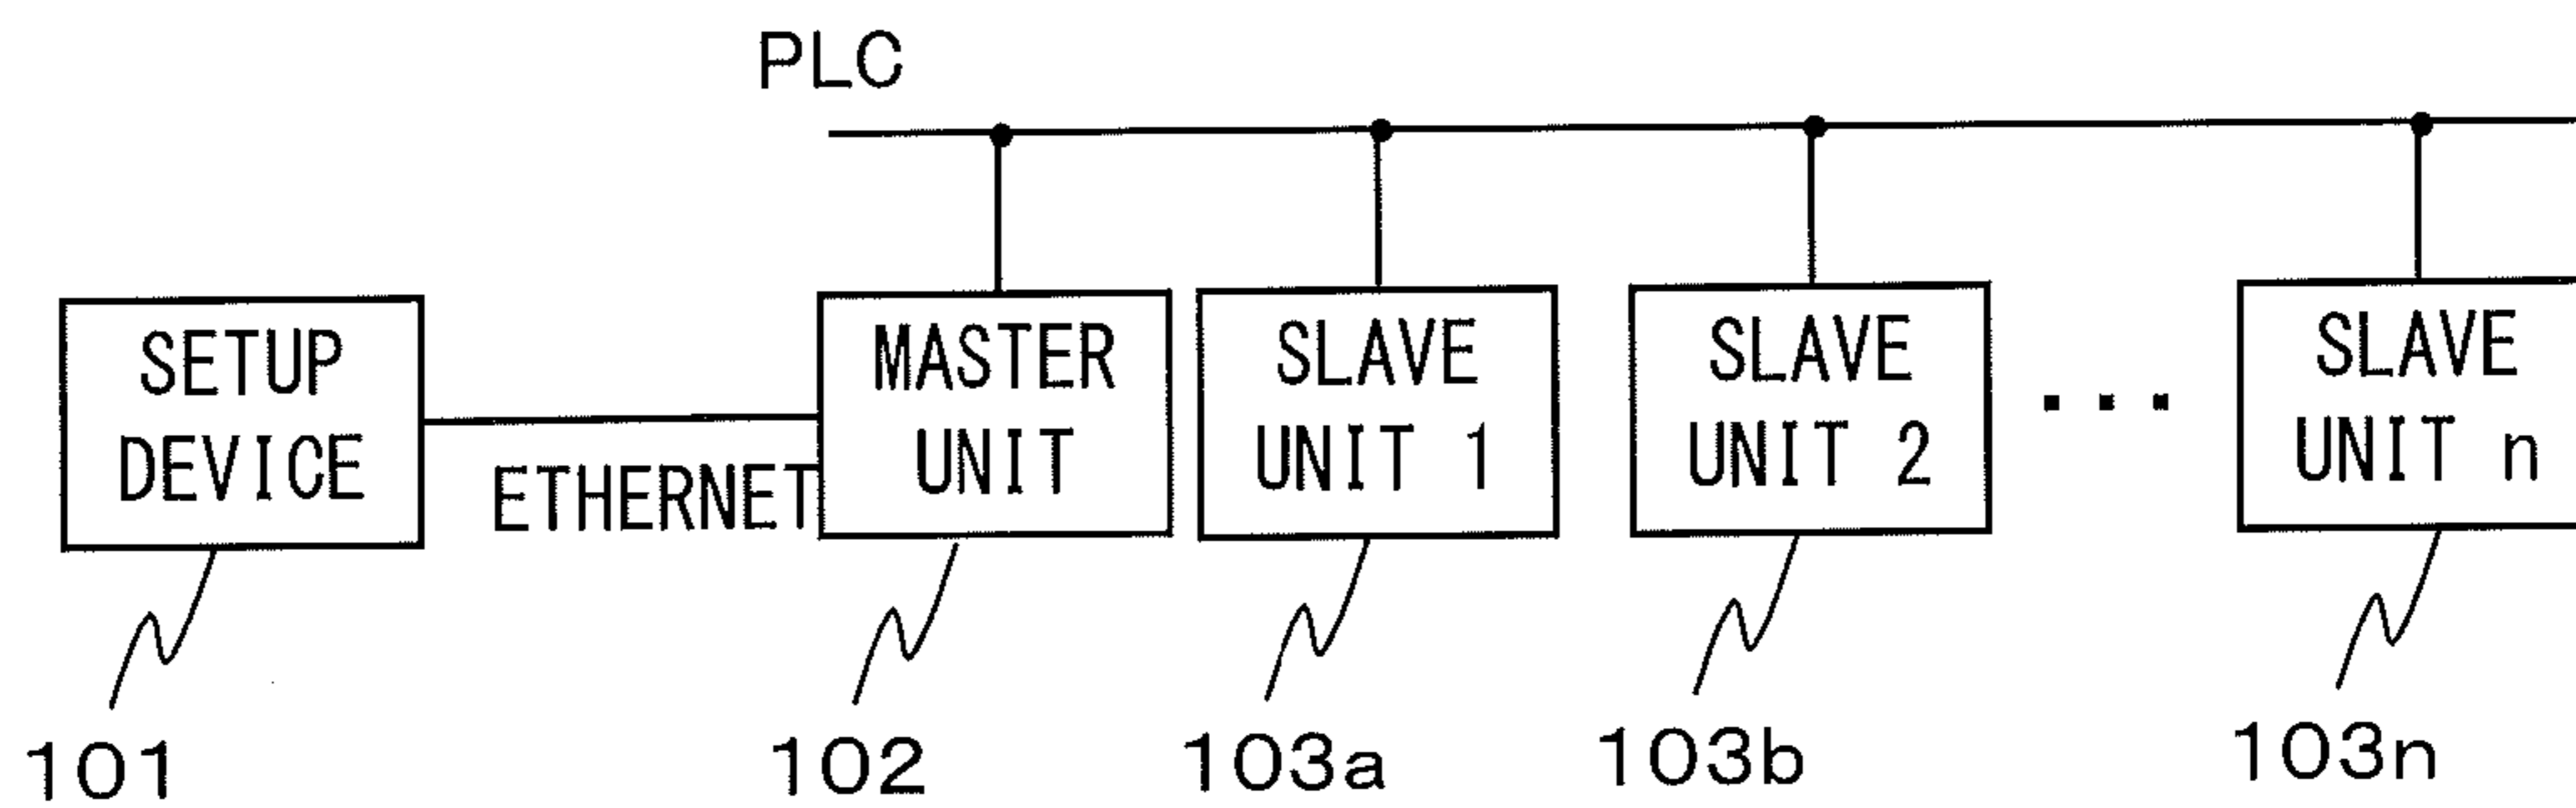 PLC
SETUP
DEVICE
ETHERNET
MASTER
UNIT
SLAVE
UNIT 1
SLAVE
UNIT 2
...
SLAVE
UNIT n
101
102
103a
103b
103n